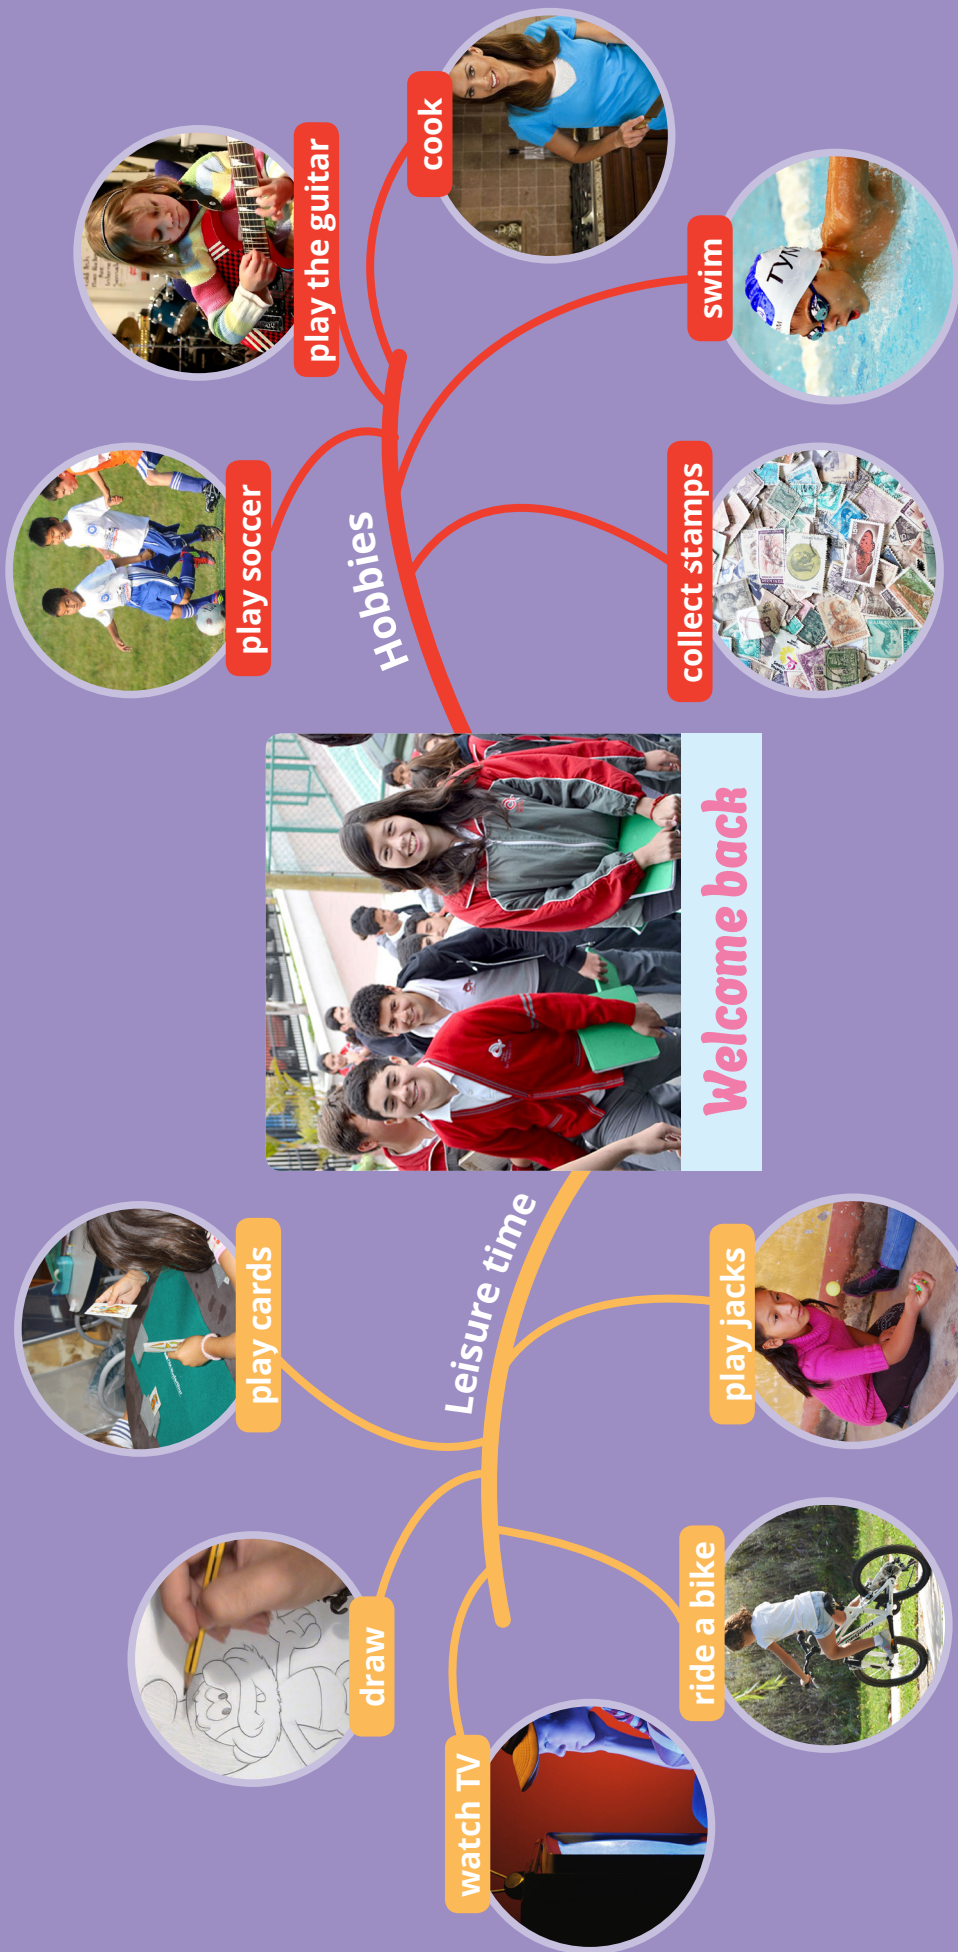 Welcome back
Leisure time
play cards
draw
watch TV
ride a bike
play jacks
Hobbies
play soccer
play the guitar
cook
swim
collect stamps
TYM